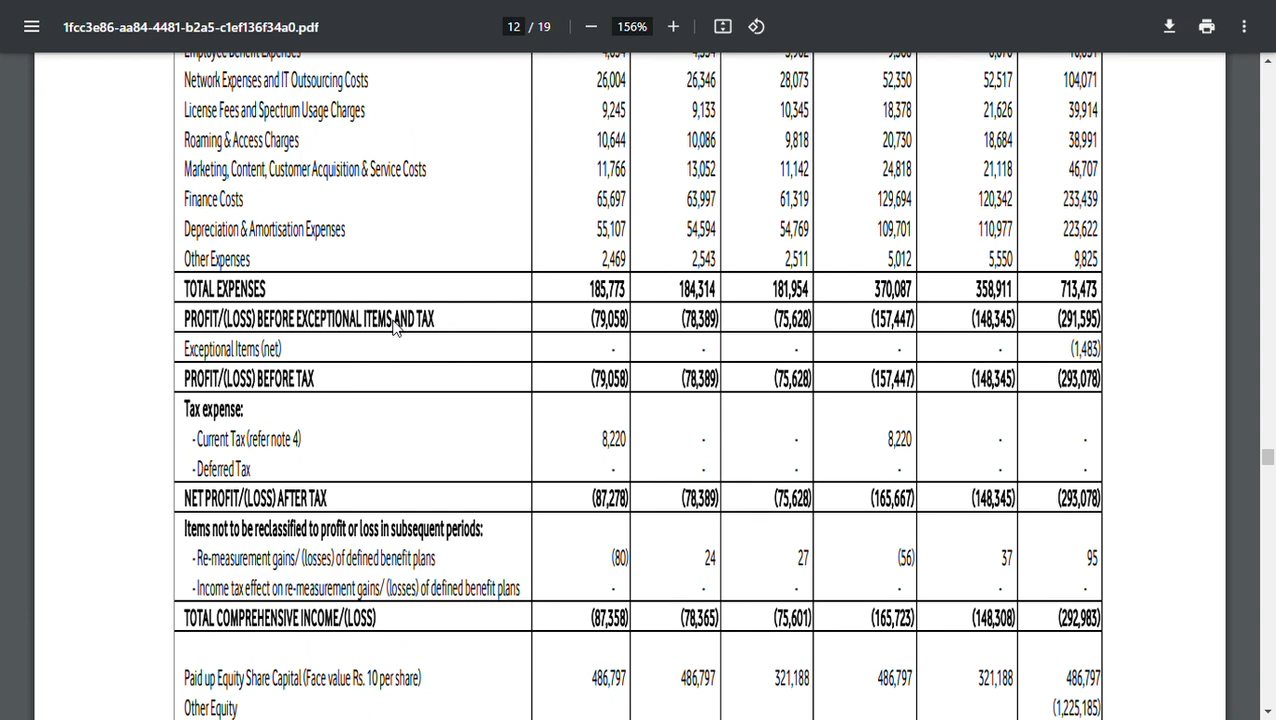 1fcc3e86-aa84-4481-b2a5-c1ef136f34a0.pdf 12 / 19 156%
Network Expenses and IT Outsourcing Costs 26,004 26,346 28,073 52,350 52,517 104,071
License Fees and Spectrum Usage Charges 9,245 9,133 10,345 18,378 21,626 39,914
Roaming & Access Charges 10,644 10,086 9,818 20,730 18,684 38,991
Marketing, Content, Customer Acquisition & Service Costs 11,766 13,052 11,142 24,818 21,118 46,707
Finance Costs 65,697 63,997 61,319 129,694 120,342 233,439
Depreciation & Amortisation Expenses 55,107 54,594 54,769 109,701 110,977 223,622
Other Expenses 2,469 2,543 2,511 5,012 5,550 9,825
TOTAL EXPENSES 185,773 184,314 181,954 370,087 358,911 713,473
PROFIT/(LOSS) BEFORE EXCEPTIONAL ITEMS AND TAX (79,058) (78,389) (75,628) (157,447) (148,345) (291,595)
Exceptional Items (net) - - - - - (1,483)
PROFIT/(LOSS) BEFORE TAX (79,058) (78,389) (75,628) (157,447) (148,345) (293,078)
Tax expense:
- Current Tax (refer note 4) 8,220 - - 8,220 - -
- Deferred Tax - - - - - -
NET PROFIT/(LOSS) AFTER TAX (87,278) (78,389) (75,628) (165,667) (148,345) (293,078)
Items not to be reclassified to profit or loss in subsequent periods:
- Re-measurement gains/ (losses) of defined benefit plans (80) 24 27 (56) 37 95
- Income tax effect on re-measurement gains/ (losses) of defined benefit plans - - - - - -
TOTAL COMPREHENSIVE INCOME/(LOSS) (87,358) (78,365) (75,601) (165,723) (148,308) (292,983)
Paid up Equity Share Capital (Face value Rs. 10 per share) 486,797 486,797 321,188 486,797 321,188 486,797
Other Equity (1,225,185)